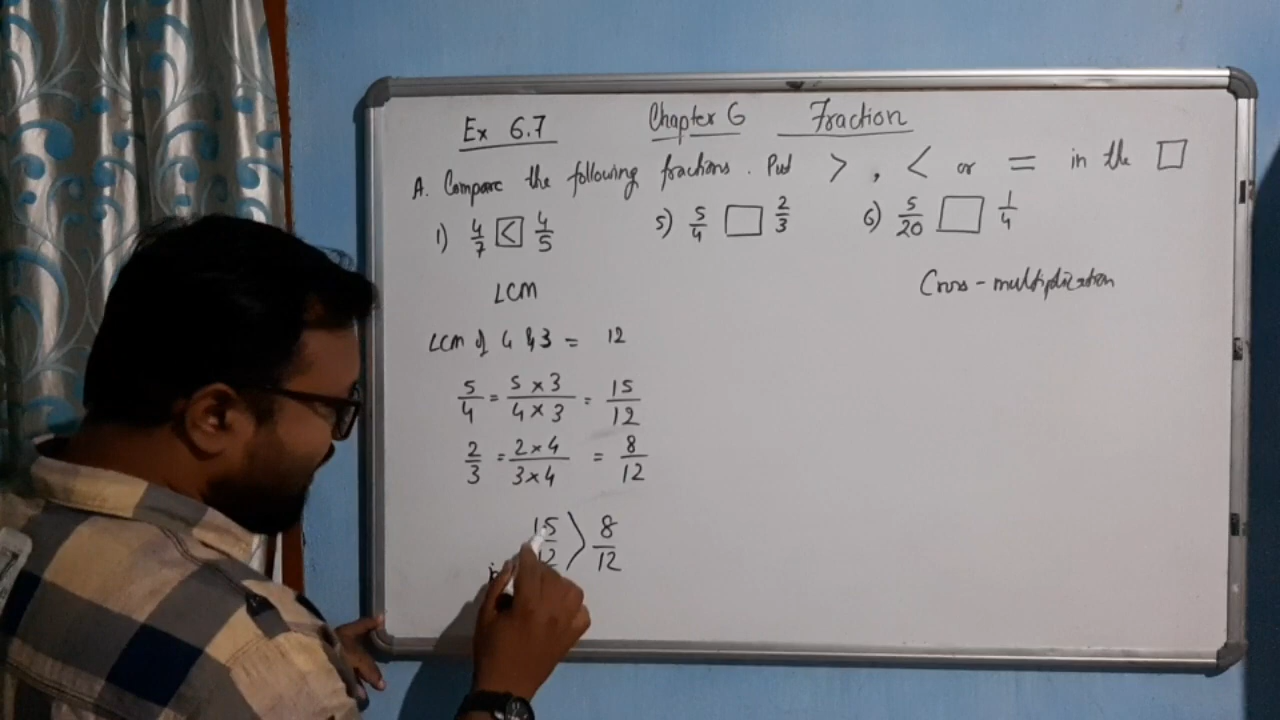 Ex 6.7 Chapter 6 Fraction
A. Compare the following fractions. Put >, < or = in the □
1) 4/7 < 4/5 5) 5/4 □ 2/3 6) 5/20 □ 1/4
LCM Cross-multiplication
LCM of 4 & 3 = 12
5/4 = 5 x 3/4 x 3 = 15/12
2/3 = 2 x 4/3 x 4 = 8/12
15/12 > 8/12